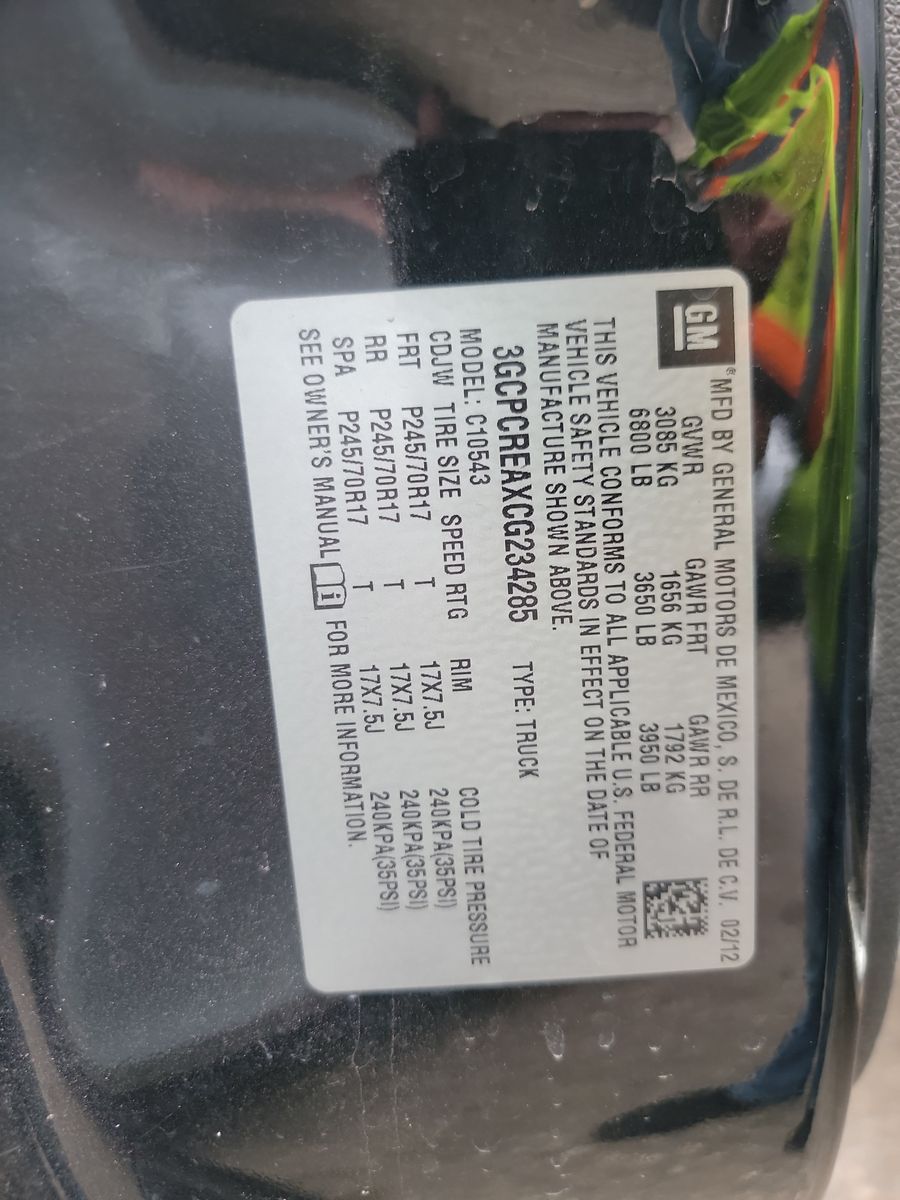 GM ® MFD BY GENERAL MOTORS DE MEXICO, S. DE R.L. DE C.V. 02/12
GVWR GAWR FRT GAWR RR
3085 KG 1656 KG 1792 KG
6800 LB 3650 LB 3950 LB
THIS VEHICLE CONFORMS TO ALL APPLICABLE U.S. FEDERAL MOTOR
VEHICLE SAFETY STANDARDS IN EFFECT ON THE DATE OF
MANUFACTURE SHOWN ABOVE.
3GCPCREAXCG234285 TYPE: TRUCK
MODEL: C10543
CDJW TIRE SIZE SPEED RTG RIM COLD TIRE PRESSURE
FRT P245/70R17 T 17X7.5J 240KPA(35PSI)
RR P245/70R17 T 17X7.5J 240KPA(35PSI)
SPA P245/70R17 T 17X7.5J 240KPA(35PSI)
SEE OWNER'S MANUAL i FOR MORE INFORMATION.